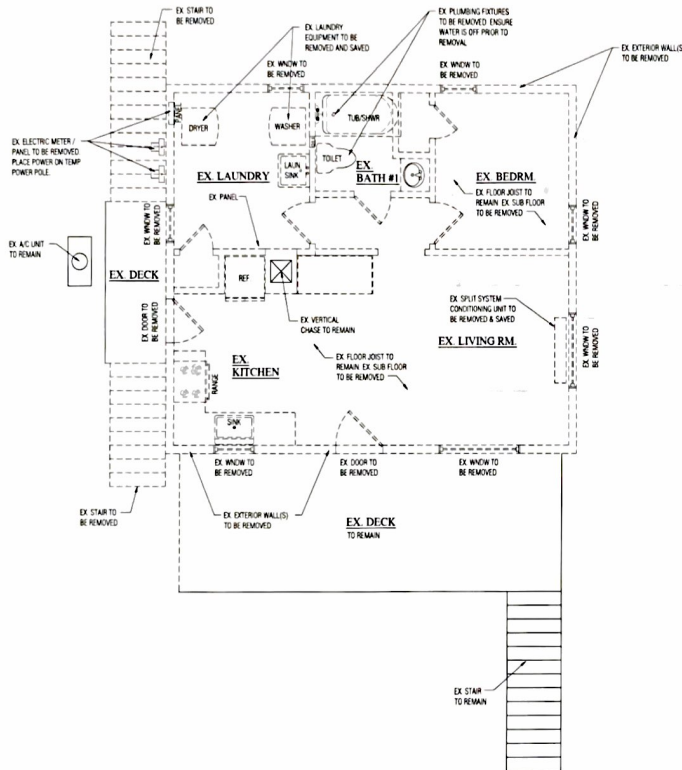 EX STAIR TO
BE REMOVED
EX. LAUNDRY
EQUIPMENT TO BE
REMOVED AND SAVED
EX PLUMBING FIXTURES
TO BE REMOVED ENSURE
WATER IS OFF PRIOR TO
REMOVAL
EX. EXTERIOR WALL(S)
TO BE REMOVED
EX WNDW TO
BE REMOVED
EX WNDW TO
BE REMOVED
PANEL
DRYER
WASHER
TUB/SHWR
EX. ELECTRIC METER /
PANEL TO BE REMOVED.
PLACE POWER ON TEMP
POWER POLE.
TOILET
LAUN
SINK
EX. LAUNDRY
EX.
BATH #1
EX. BEDRM.
EX FLOOR JOIST TO
REMAIN EX SUB FLOOR
TO BE REMOVED
EX PANEL
EX. WNDW TO
BE REMOVED
EX. WNDW TO
BE REMOVED
EX A/C UNIT
TO REMAIN
EX. DECK
REF
EX. DOOR TO
BE REMOVED
EX. VERTICAL
CHASE TO REMAIN
EX SPLIT SYSTEM
CONDITIONING UNIT TO
BE REMOVED & SAVED
EX. LIVING RM.
EX. WNDW TO
BE REMOVED
EX.
KITCHEN
EX FLOOR JOIST TO
REMAIN EX SUB FLOOR
TO BE REMOVED
RANGE
SINK
EX WNDW TO
BE REMOVED
EX DOOR TO
BE REMOVED
EX. WNDW TO
BE REMOVED
EX STAIR TO
BE REMOVED
EX EXTERIOR WALL(S)
TO BE REMOVED
EX. DECK
TO REMAIN
EX STAIR
TO REMAIN